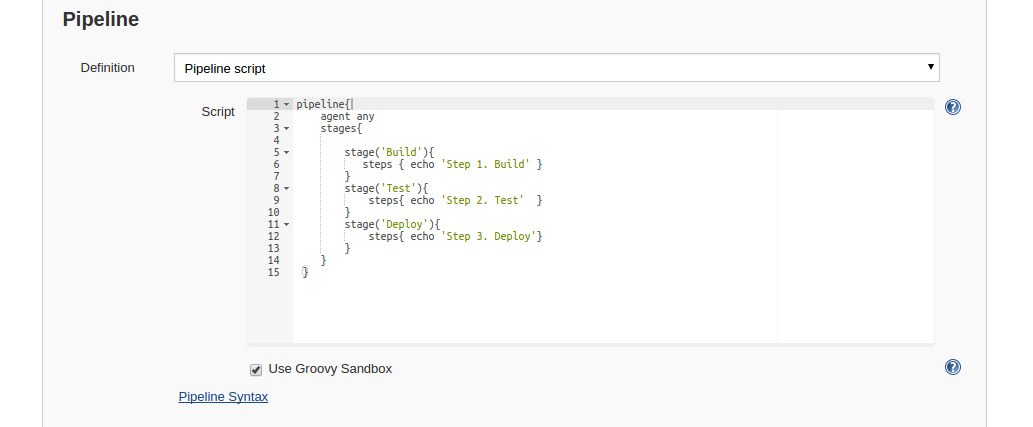 Pipeline
Definition
Pipeline script
Script
1 pipeline{
2     agent any
3     stages{
4
5         stage('Build'){
6            steps { echo 'Step 1. Build' }
7         }
8         stage('Test'){
9             steps{ echo 'Step 2. Test'  }
10         }
11         stage('Deploy'){
12             steps{ echo 'Step 3. Deploy'}
13         }
14     }
15  }
?
Use Groovy Sandbox
?
Pipeline Syntax